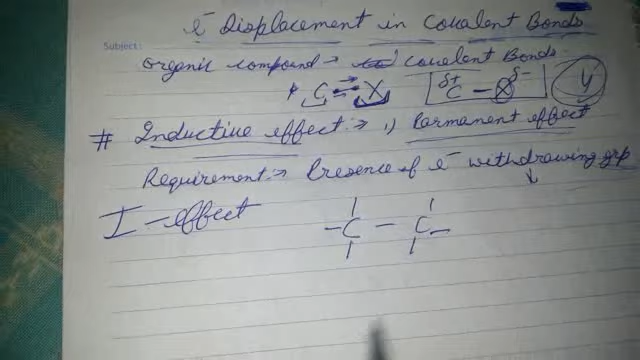 e⁻ Displacement in Covalent Bonds
Subject:
organic compound → covalent Bonds.
C ⇌ X δ+ C — X δ- Y
# Inductive effect :→ 1) Permanent effect
Requirement :→ Presence of e⁻ withdrawing grp
↓
I - effect
- C - C -